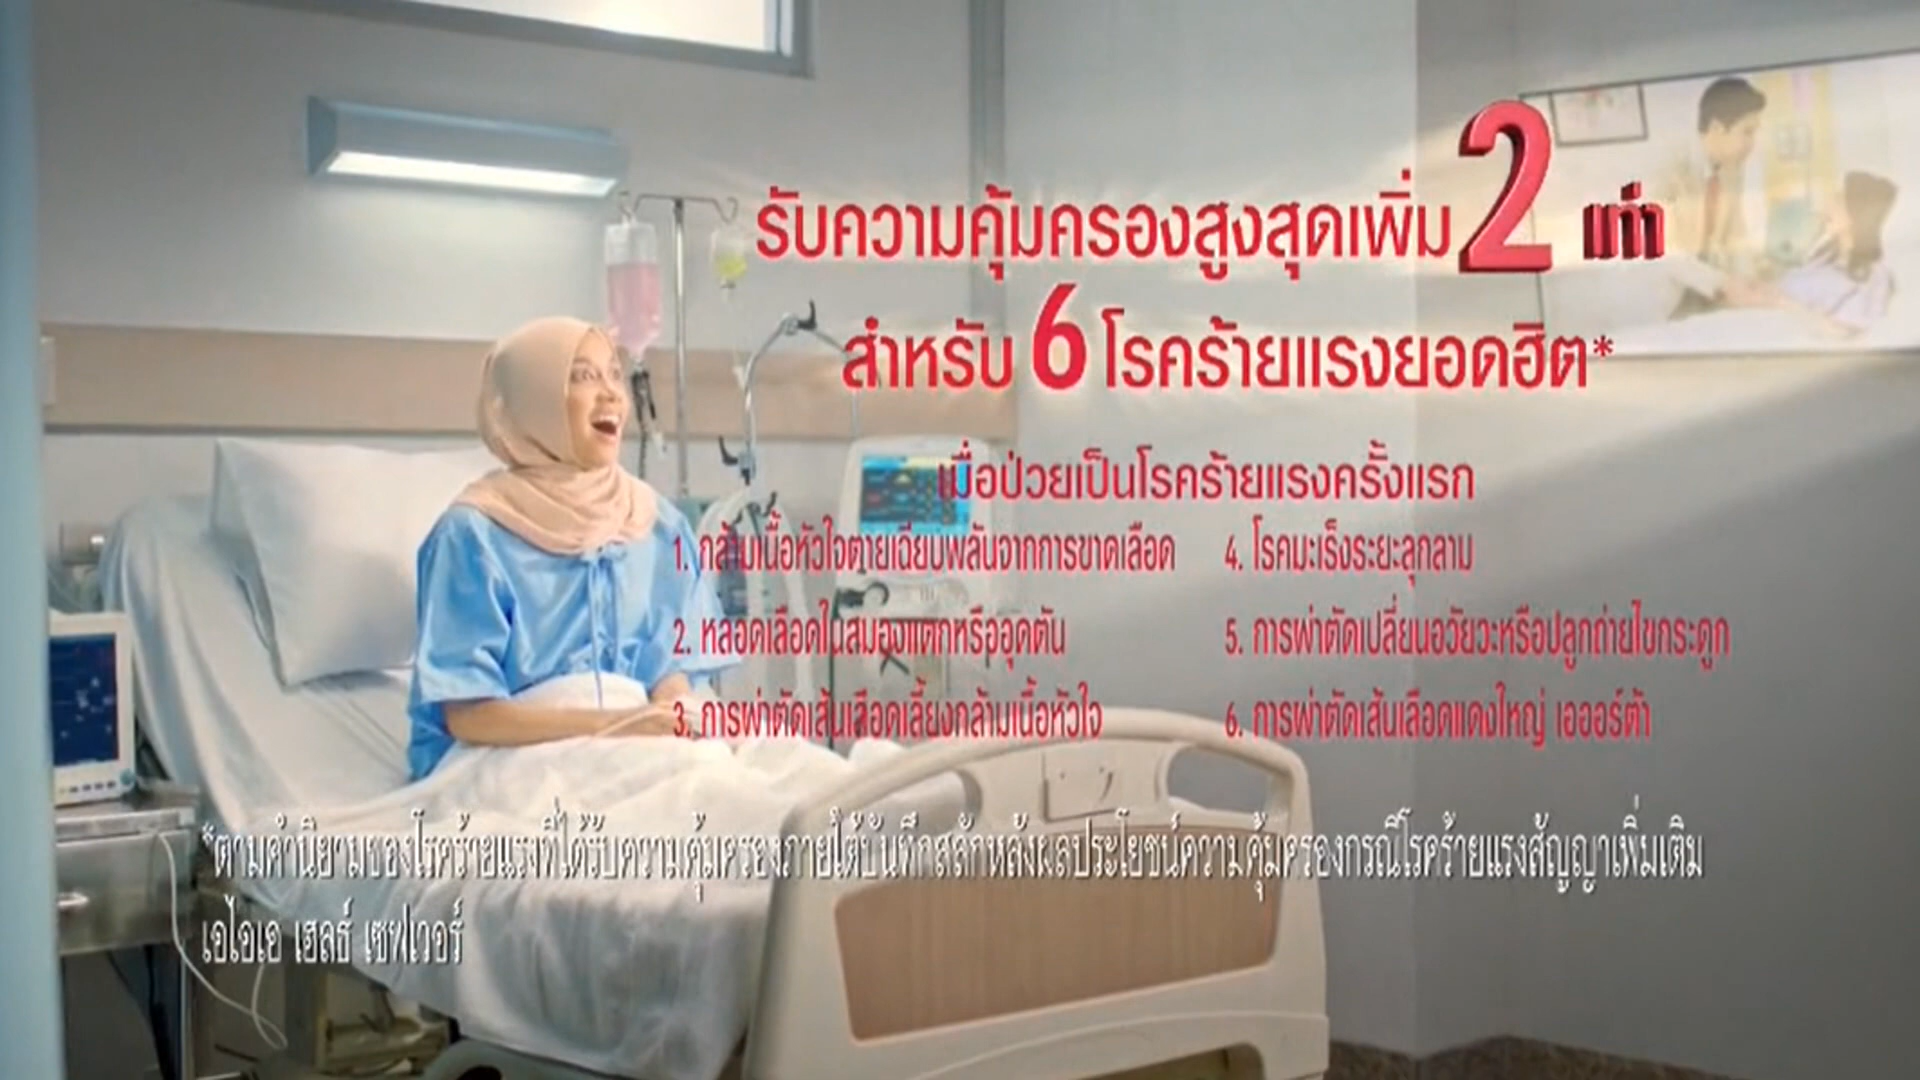 รับความคุ้มครองสูงสุดเพิ่ม 2 เท่า
สำหรับ 6 โรคร้ายแรงยอดฮิต*
เมื่อป่วยเป็นโรคร้ายแรงครั้งแรก
1. กล้ามเนื้อหัวใจตายเฉียบพลันจากการขาดเลือด
2. หลอดเลือดในสมองแตกหรืออุดตัน
3. การผ่าตัดเส้นเลือดเลี้ยงกล้ามเนื้อหัวใจ
4. โรคมะเร็งระยะลุกลาม
5. การผ่าตัดเปลี่ยนอวัยวะหรือปลูกถ่ายไขกระดูก
6. การผ่าตัดเส้นเลือดแดงใหญ่ เอออร์ต้า
*ตามคำนิยามของโรคร้ายแรงที่ได้รับความคุ้มครองภายใต้บันทึกสลักหลังผลประโยชน์ความคุ้มครองกรณีโรคร้ายแรงสัญญาเพิ่มเติม
เอไอเอ เฮลธ์ เซฟเวอร์